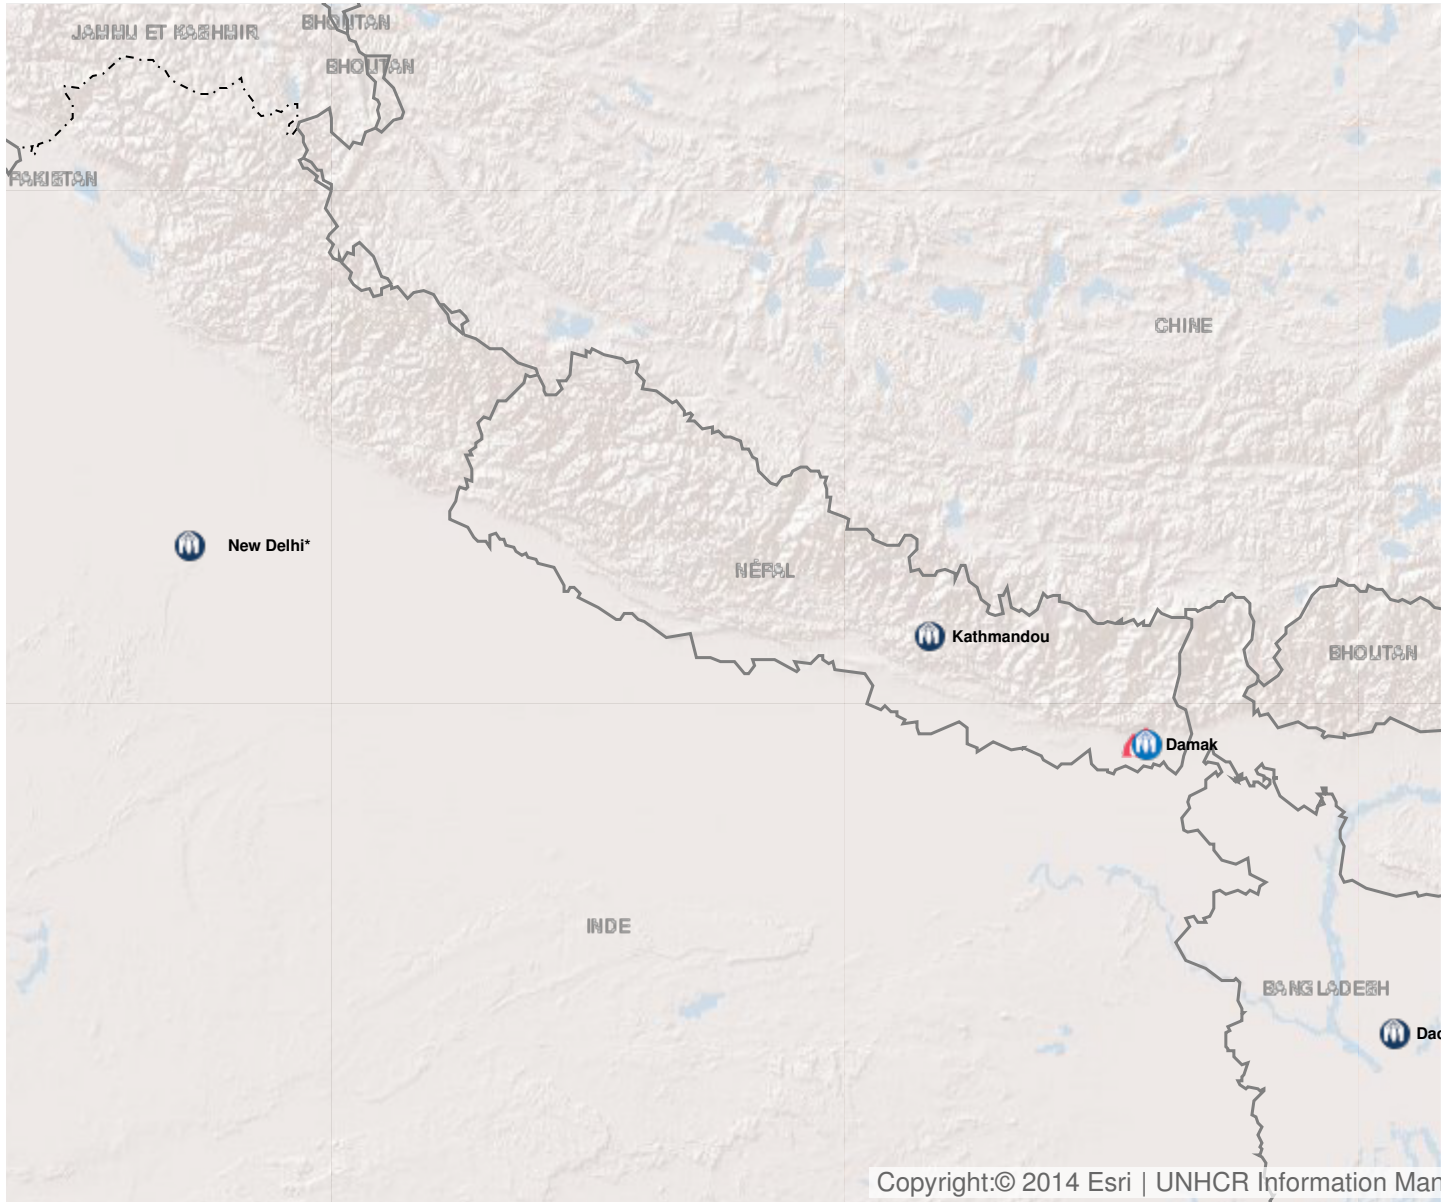 JAMMU ET KASHMIR
BHOUTAN
BHOUTAN
PAKISTAN
CHINE
New Delhi*
NÉPAL
Kathmandou
BHOUTAN
Damak
INDE
BANGLADESH
Dac
Copyright:© 2014 Esri | UNHCR Information Man